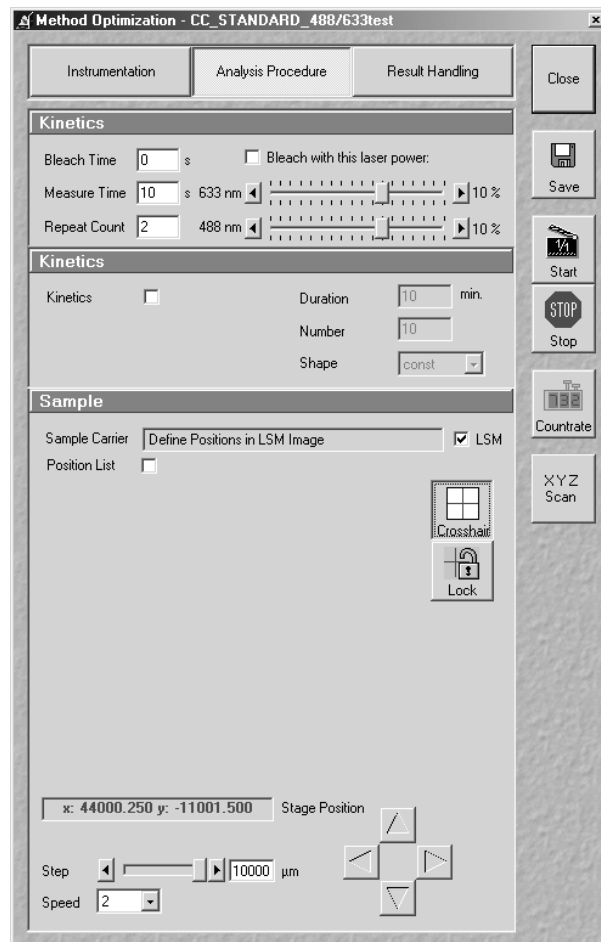 Method Optimization - CC_STANDARD_488/633test
Instrumentation
Analysis Procedure
Result Handling
Close
Kinetics
Bleach Time 0 s Bleach with this laser power:
Measure Time 10 s 633 nm 10 %
Repeat Count 2 488 nm 10 %
Save
1/1
Start
Kinetics
Kinetics Duration 10 min.
Number 10
Shape const
STOP
Stop
Sample
732
Countrate
Sample Carrier Define Positions in LSM Image LSM
Position List
XYZ
Scan
Crosshair
Lock
x: 44000.250 y: -11001.500 Stage Position
Step 10000 µm
Speed 2